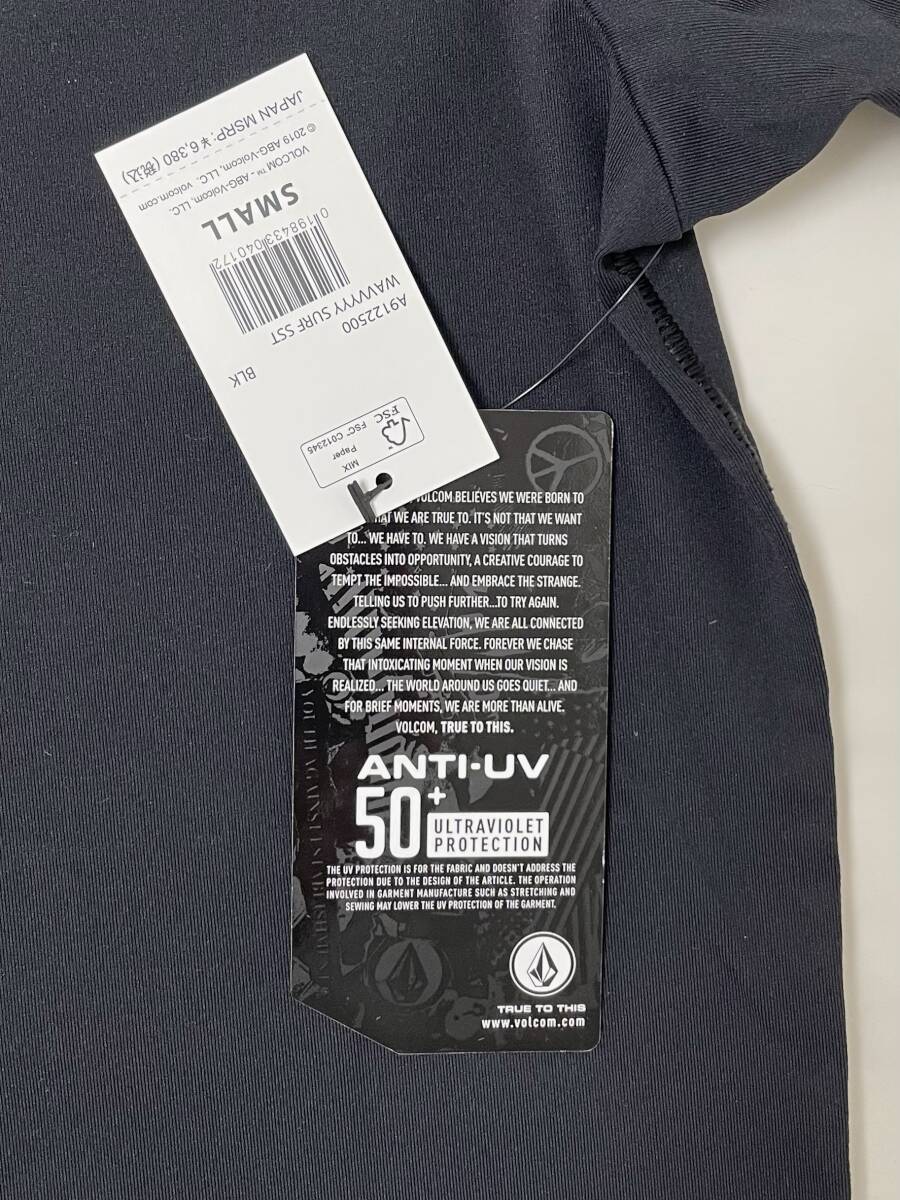 MIX
Paper
FSC
FSC® C012345
BLK
A9122500
WAVVYYY SURF SST
0 198433 040172
SMALL
VOLCOM™ - ABG-Volcom, LLC.
© 2019 ABG-Volcom, LLC. volcom.com
JAPAN MSRP: ¥ 6,380 (税込)
VOLCOM BELIEVES WE WERE BORN TO
WE ARE TRUE TO. IT'S NOT THAT WE WANT
TO... WE HAVE TO. WE HAVE A VISION THAT TURNS
OBSTACLES INTO OPPORTUNITY, A CREATIVE COURAGE TO
TEMPT THE IMPOSSIBLE... AND EMBRACE THE STRANGE.
TELLING US TO PUSH FURTHER...TO TRY AGAIN.
ENDLESSLY SEEKING ELEVATION, WE ARE ALL CONNECTED
BY THIS SAME INTERNAL FORCE. FOREVER WE CHASE
THAT INTOXICATING MOMENT WHEN OUR VISION IS
REALIZED... THE WORLD AROUND US GOES QUIET... AND
FOR BRIEF MOMENTS, WE ARE MORE THAN ALIVE.
VOLCOM, TRUE TO THIS.
ANTI-UV
50+
ULTRAVIOLET
PROTECTION
THE UV PROTECTION IS FOR THE FABRIC AND DOESN'T ADDRESS THE
PROTECTION DUE TO THE DESIGN OF THE ARTICLE. THE OPERATION
INVOLVED IN GARMENT MANUFACTURE SUCH AS STRETCHING AND
SEWING MAY LOWER THE UV PROTECTION OF THE GARMENT.
TRUE TO THIS
www.volcom.com